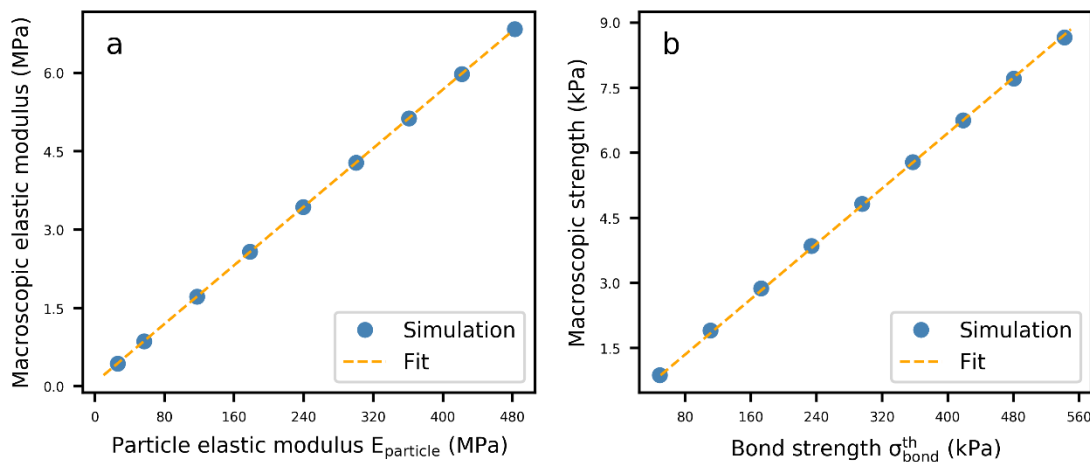 a
Macroscopic elastic modulus (MPa)
6.0
4.5
3.0
1.5
0.0
0 80 160 240 320 400 480
Particle elastic modulus E_particle (MPa)
Simulation
Fit
b
Macroscopic strength (kPa)
9.0
7.5
6.0
4.5
3.0
1.5
80 160 240 320 400 480 560
Bond strength σ^th_bond (kPa)
Simulation
Fit